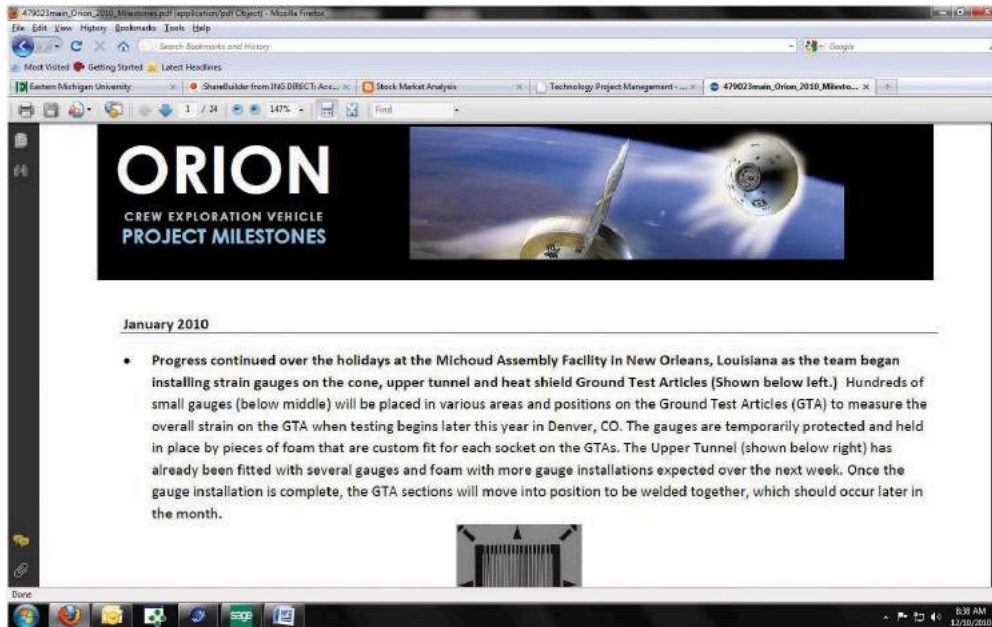 479023main_Orion_2010_Milestones.pdf (application/pdf Object) - Mozilla Firefox
File Edit View History Bookmarks Tools Help
Search Bookmarks and History
Google
Most Visited Getting Started Latest Headlines
Eastern Michigan University
ShareBuilder from ING DIRECT: Acc...
Stock Market Analysis
Technology Project Management - ...
479023main_Orion_2010_Milesto...
1 / 24 147% Find
ORION
CREW EXPLORATION VEHICLE
PROJECT MILESTONES
January 2010
• Progress continued over the holidays at the Michoud Assembly Facility in New Orleans, Louisiana as the team began
installing strain gauges on the cone, upper tunnel and heat shield Ground Test Articles (Shown below left.) Hundreds of
small gauges (below middle) will be placed in various areas and positions on the Ground Test Articles (GTA) to measure the
overall strain on the GTA when testing begins later this year in Denver, CO. The gauges are temporarily protected and held
in place by pieces of foam that are custom fit for each socket on the GTAs. The Upper Tunnel (shown below right) has
already been fitted with several gauges and foam with more gauge installations expected over the next week. Once the
gauge installation is complete, the GTA sections will move into position to be welded together, which should occur later in
the month.
Done
sage
8:38 AM
12/10/2010